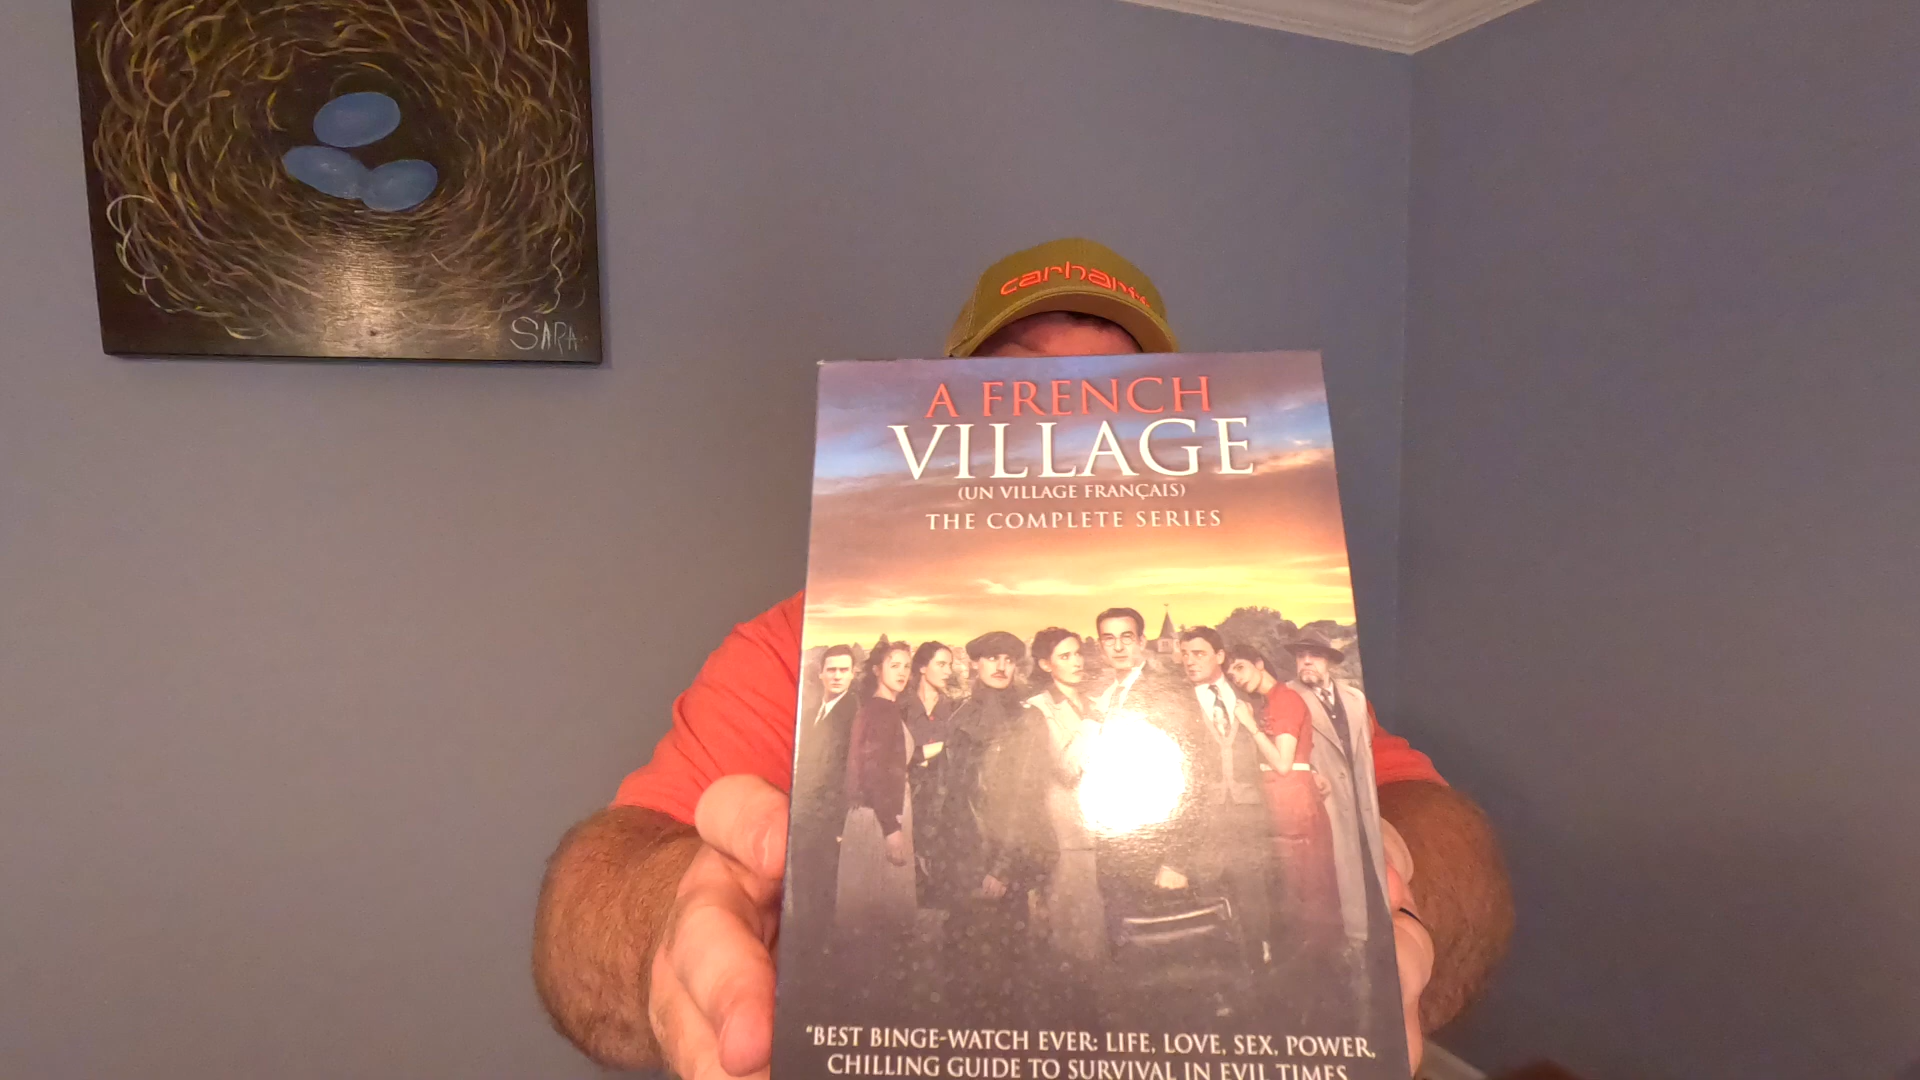 SARA
carhartt
A FRENCH
VILLAGE
(UN VILLAGE FRANÇAIS)
THE COMPLETE SERIES
"BEST BINGE-WATCH EVER: LIFE, LOVE, SEX, POWER,
CHILLING GUIDE TO SURVIVAL IN EVIL TIMES